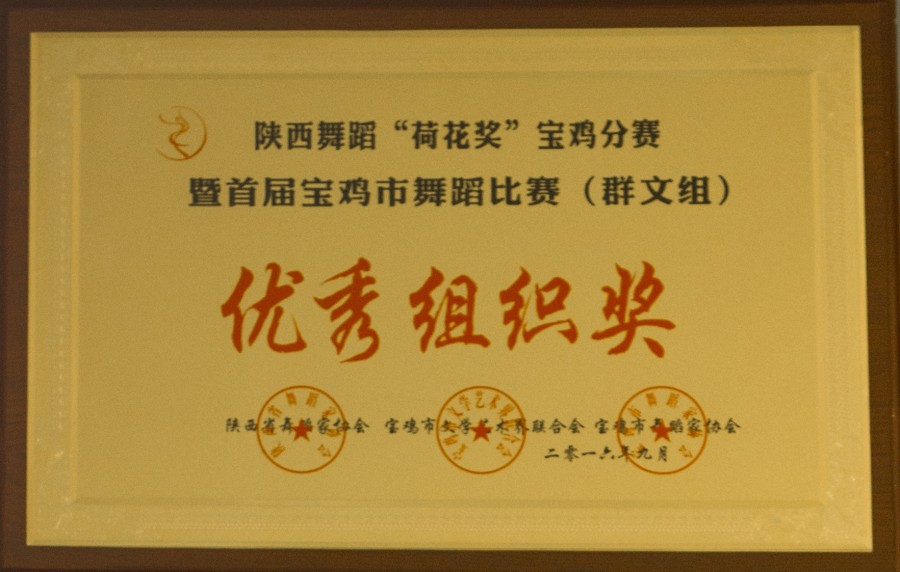 陕西舞蹈“荷花奖”宝鸡分赛
暨首届宝鸡市舞蹈比赛（群文组）
优秀组织奖
陕西省舞蹈家协会 宝鸡市文学艺术界联合会 宝鸡市舞蹈家协会
二零一六年九月